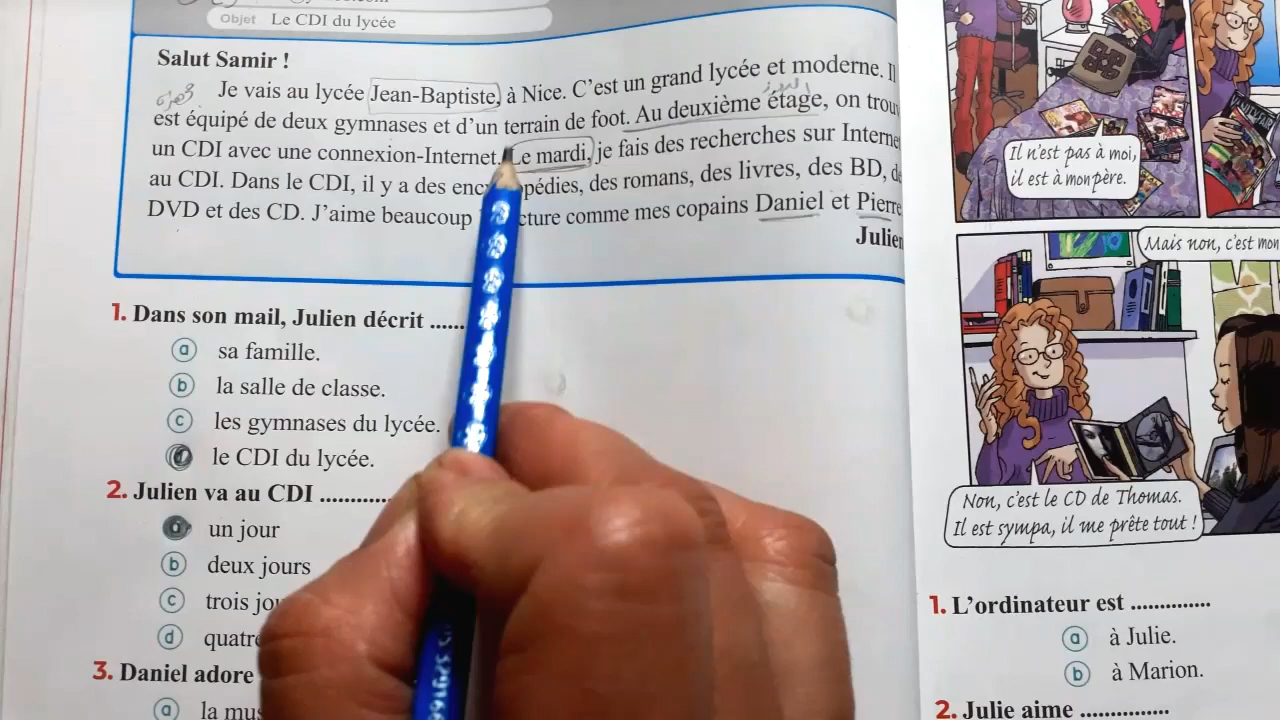 Objet Le CDI du lycée
Salut Samir !
Je vais au lycée Jean-Baptiste, à Nice. C'est un grand lycée et moderne. Il
est équipé de deux gymnases et d'un terrain de foot. Au deuxième étage, on trou
un CDI avec une connexion-Internet. Le mardi, je fais des recherches sur Interne
au CDI. Dans le CDI, il y a des enc pédies, des romans, des livres, des BD, d
DVD et des CD. J'aime beaucoup cture comme mes copains Daniel et Pierre
Julien
1. Dans son mail, Julien décrit ......
a sa famille.
b la salle de classe.
c les gymnases du lycée.
d le CDI du lycée.
2. Julien va au CDI ............
a un jour
b deux jours
c trois jou
d quatre
3. Daniel adore
a la mus
Il n'est pas à moi,
il est à mon père.
Mais non, c'est mon
Non, c'est le CD de Thomas.
Il est sympa, il me prête tout !
1. L'ordinateur est ..............
a à Julie.
b à Marion.
2. Julie aime ...............